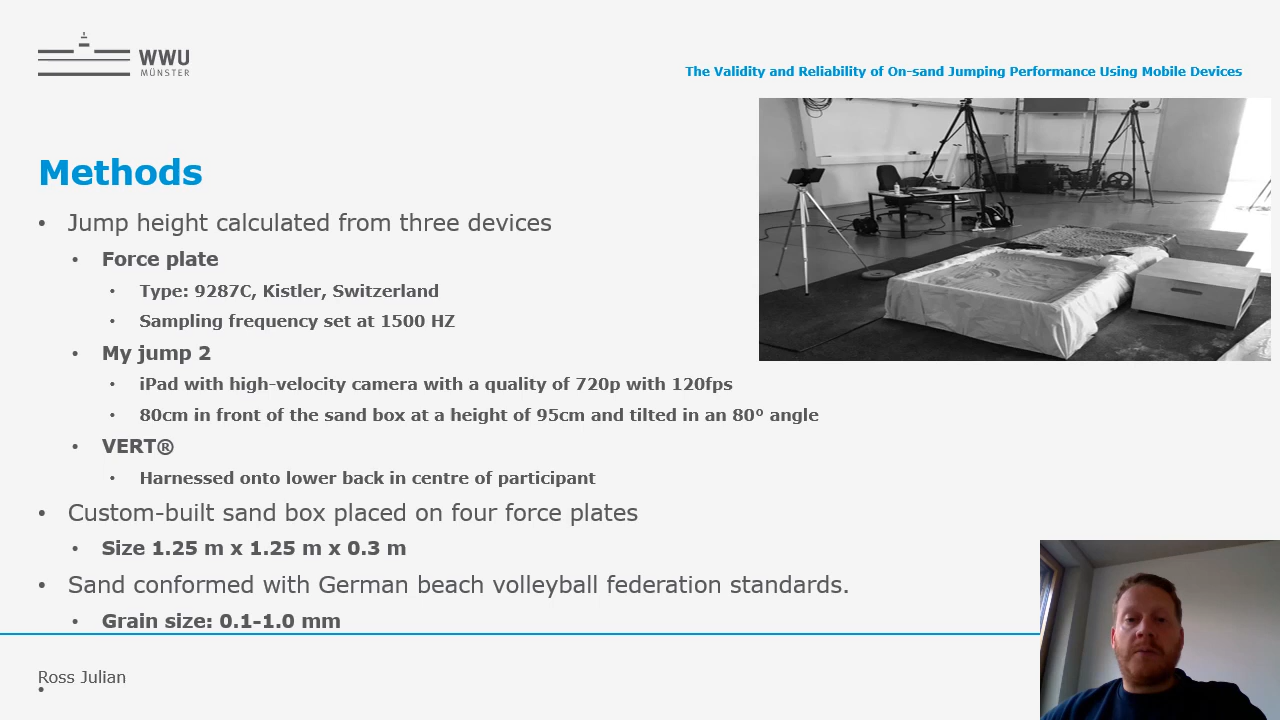 WWU
MÜNSTER
The Validity and Reliability of On-sand Jumping Performance Using Mobile Devices
Methods
• Jump height calculated from three devices
• Force plate
• Type: 9287C, Kistler, Switzerland
• Sampling frequency set at 1500 HZ
• My jump 2
• iPad with high-velocity camera with a quality of 720p with 120fps
• 80cm in front of the sand box at a height of 95cm and tilted in an 80º angle
• VERT®
• Harnessed onto lower back in centre of participant
• Custom-built sand box placed on four force plates
• Size 1.25 m x 1.25 m x 0.3 m
• Sand conformed with German beach volleyball federation standards.
• Grain size: 0.1-1.0 mm
Ross Julian
•